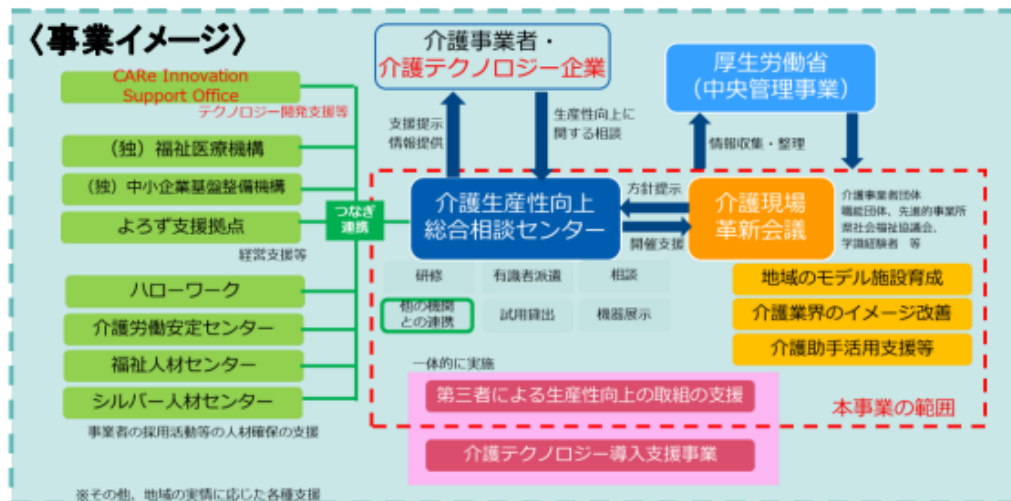 〈事業イメージ〉
CARe Innovation
Support Office
テクノロジー開発支援等
（独）福祉医療機構
（独）中小企業基盤整備機構
よろず支援拠点
経営支援等
ハローワーク
介護労働安定センター
福祉人材センター
シルバー人材センター
事業者の採用活動等の人材確保の支援
※その他、地域の実情に応じた各種支援
つなぎ
連携
介護事業者・
介護テクノロジー企業
支援提示
情報提供
生産性向上に
関する相談
厚生労働省
（中央管理事業）
情報収集・整理
介護生産性向上
総合相談センター
方針提示
開催支援
介護現場
革新会議
介護事業者団体
職能団体、先進的事業所
県社会福祉協議会、
学識経験者　等
研修
有識者派遣
相談
他の機関
との連携
試用貸出
機器展示
地域のモデル施設育成
介護業界のイメージ改善
介護助手活用支援等
一体的に実施
第三者による生産性向上の取組の支援
本事業の範囲
介護テクノロジー導入支援事業